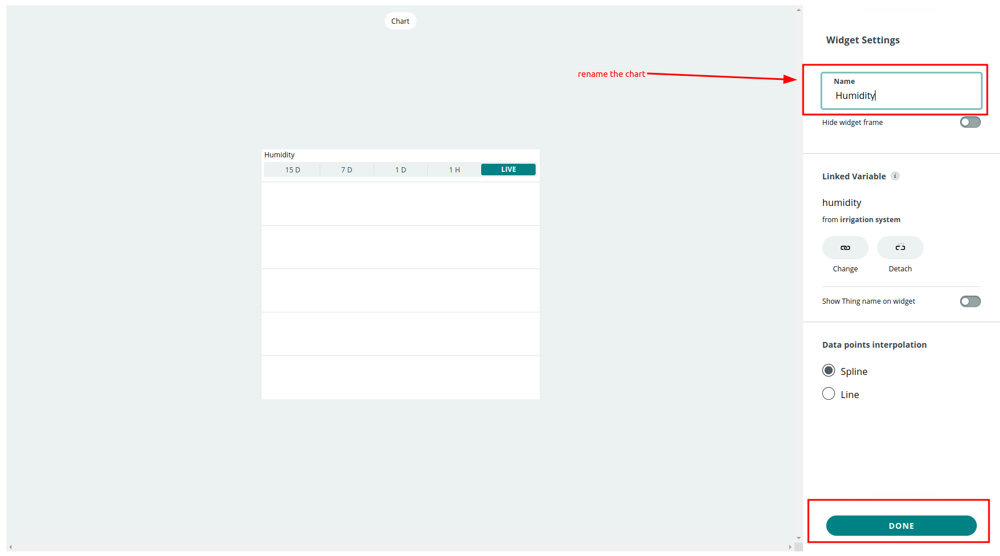 Chart
rename the chart
Humidity
15 D 7 D 1 D 1 H LIVE
Widget Settings
Name
Humidity
Hide widget frame
Linked Variable i
humidity
from irrigation system
Change Detach
Show Thing name on widget
Data points interpolation
Spline
Line
DONE